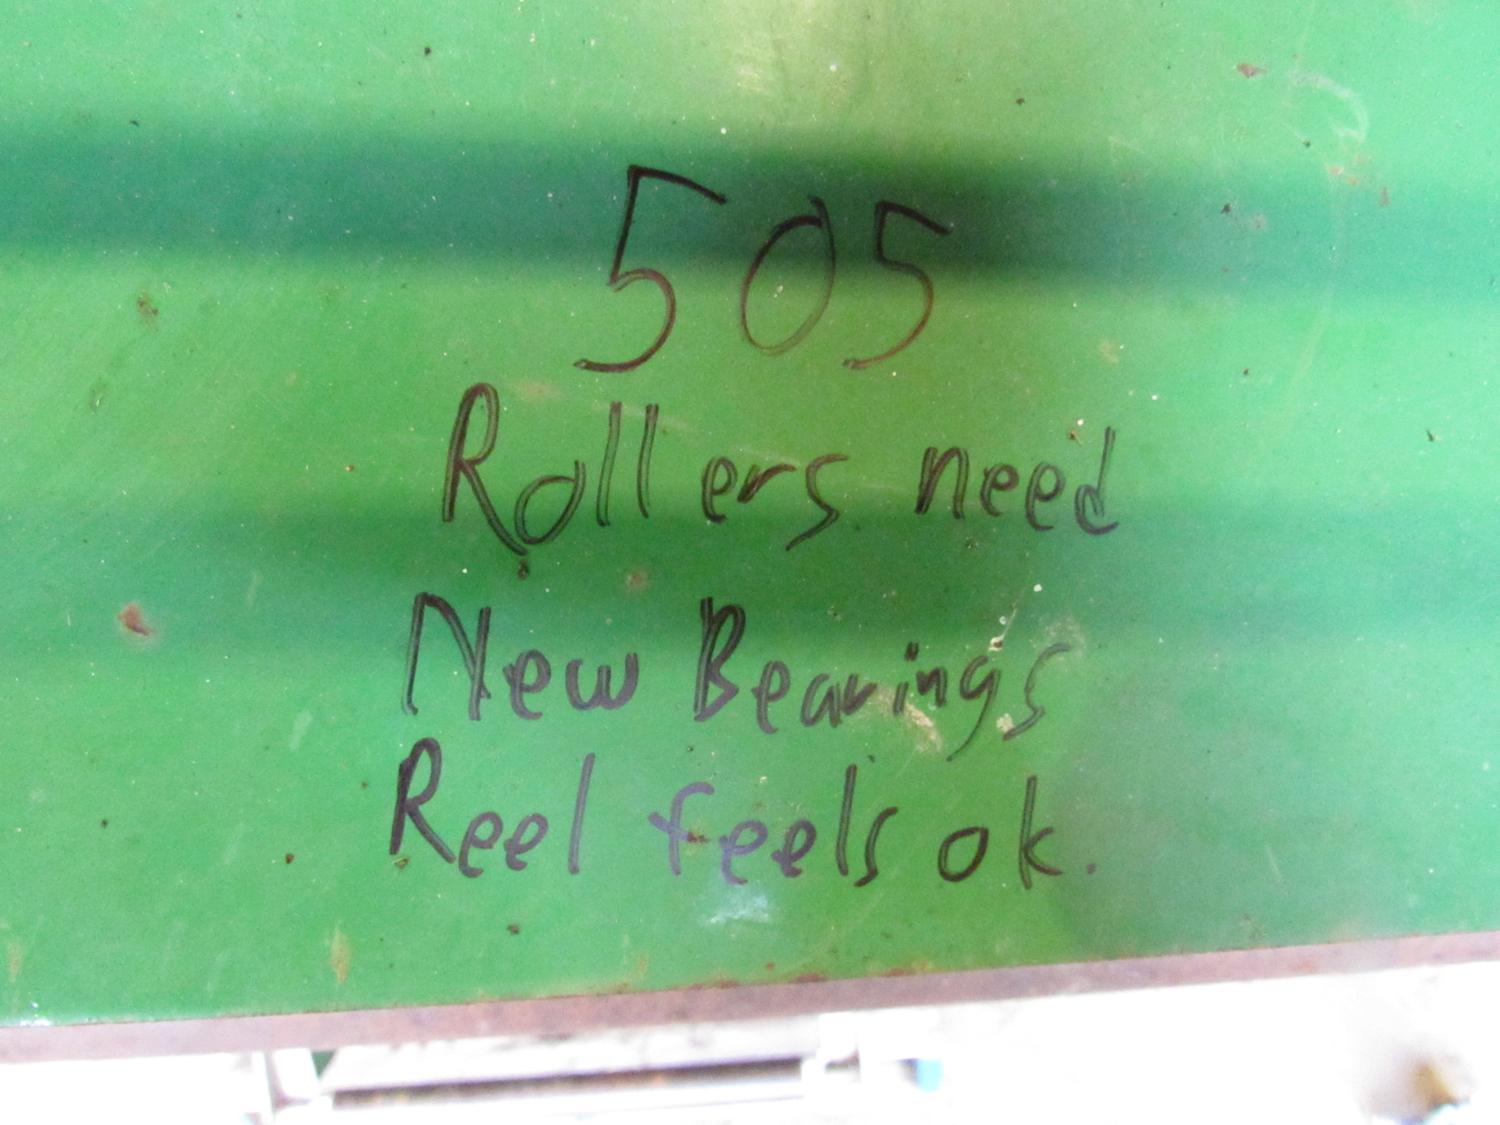 505
Rollers need
New Bearings
Reel feels ok.